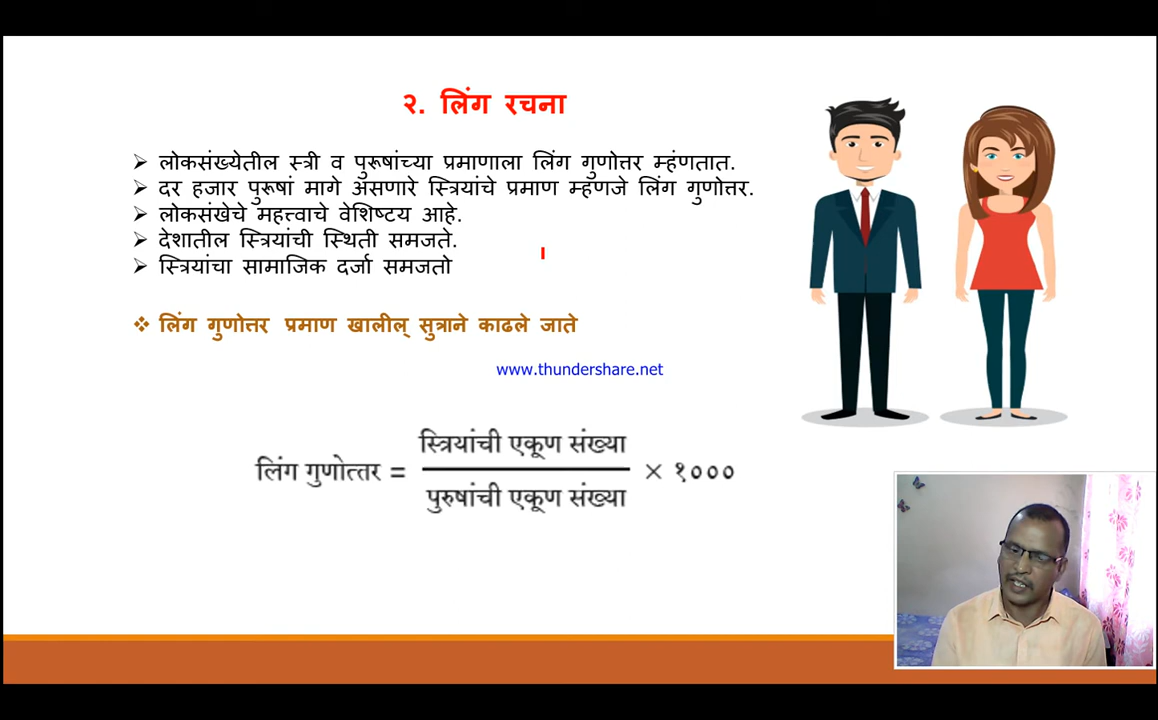 २. लिंग रचना
➢ लोकसंख्येतील स्त्री व पुरूषांच्या प्रमाणाला लिंग गुणोत्तर म्हंणतात.
➢ दर हजार पुरूषां मागे असणारे स्त्रियांचे प्रमाण म्हणजे लिंग गुणोत्तर.
➢ लोकसंखेचे महत्त्वाचे वेशिष्टय आहे.
➢ देशातील स्त्रियांची स्थिती समजते.
➢ स्त्रियांचा सामाजिक दर्जा समजतो
❖ लिंग गुणोत्तर प्रमाण खालील् सुत्राने काढले जाते
www.thundershare.net
स्त्रियांची एकूण संख्या
लिंग गुणोत्तर = × १०००
पुरुषांची एकूण संख्या